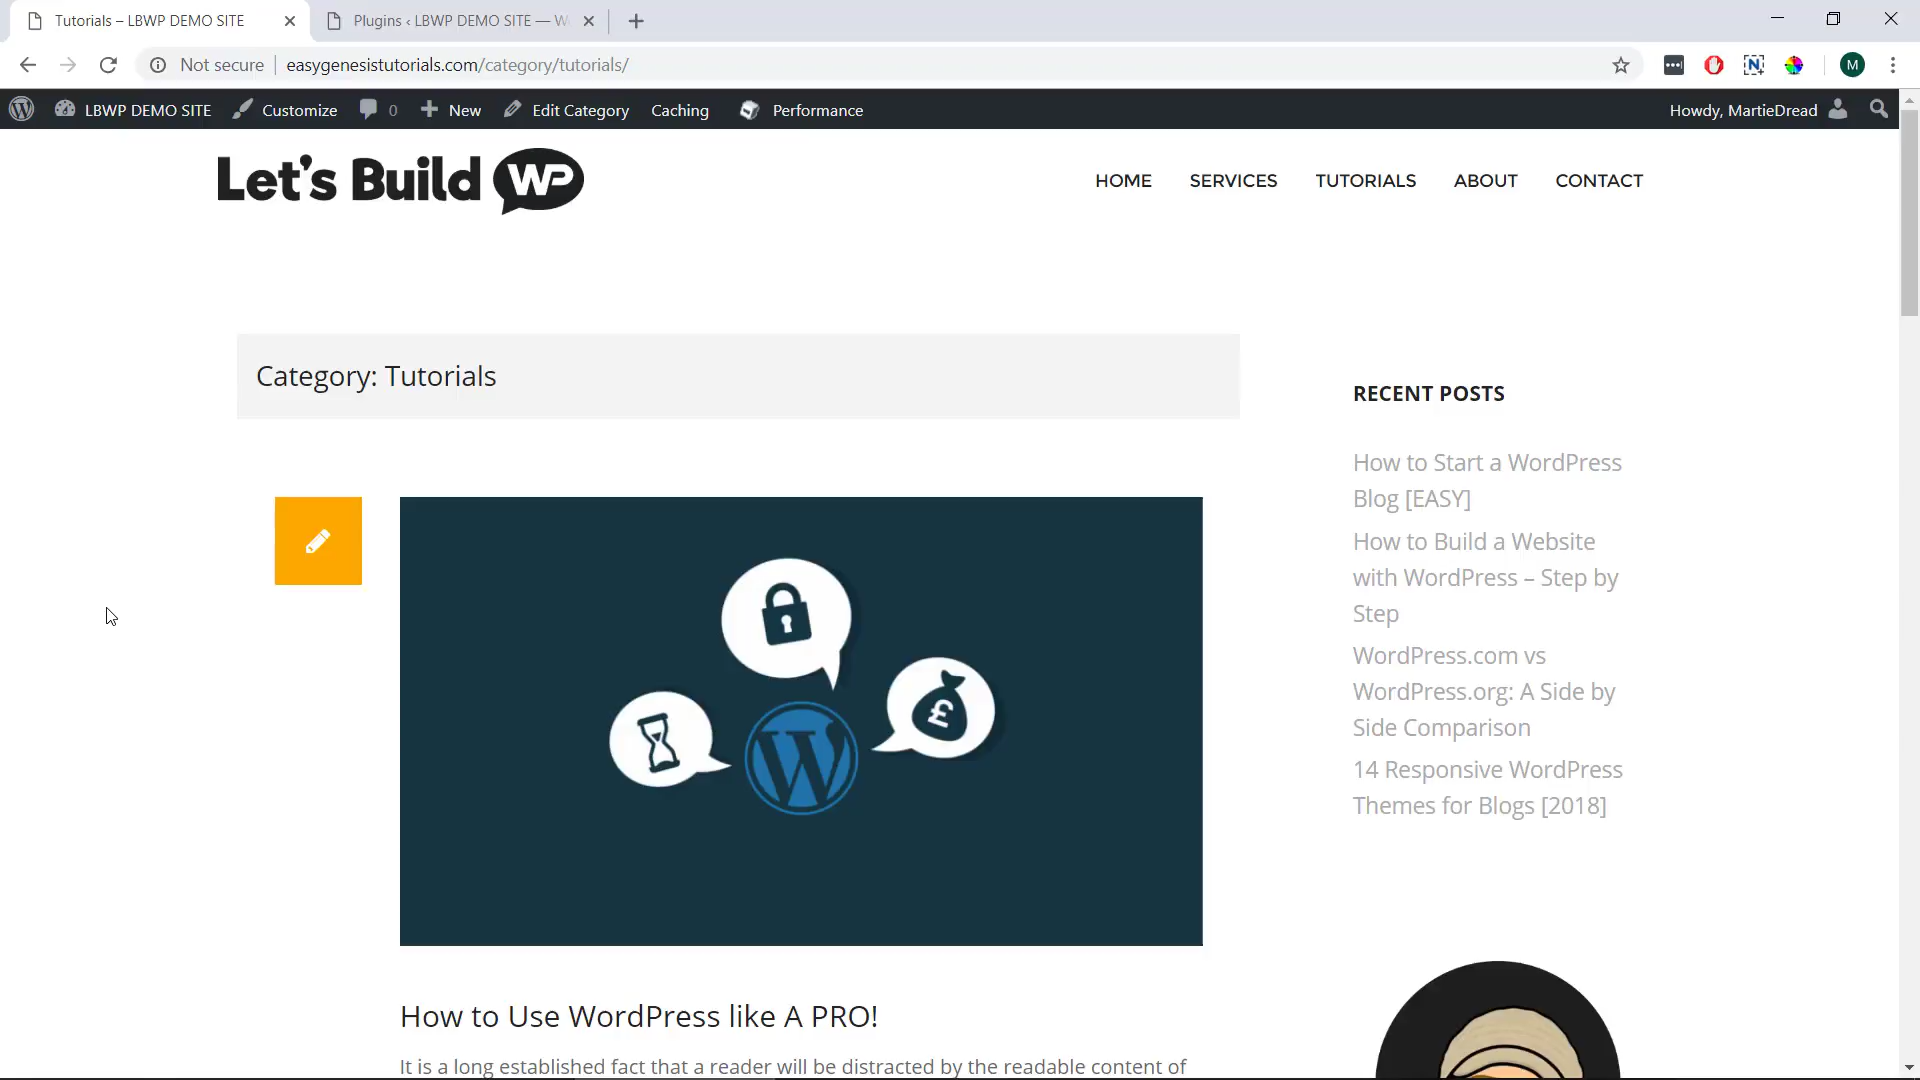 Tutorials – LBWP DEMO SITE
Plugins ‹ LBWP DEMO SITE — W
Not secure
easygenesistutorials.com/category/tutorials/
M
LBWP DEMO SITE
Customize
0
New
Edit Category
Caching
Performance
Howdy, MartieDread
Let's Build WP
HOME
SERVICES
TUTORIALS
ABOUT
CONTACT
Category: Tutorials
RECENT POSTS
How to Start a WordPress
Blog [EASY]
How to Build a Website
with WordPress – Step by
Step
WordPress.com vs
WordPress.org: A Side by
Side Comparison
14 Responsive WordPress
Themes for Blogs [2018]
£
How to Use WordPress like A PRO!
It is a long established fact that a reader will be distracted by the readable content of